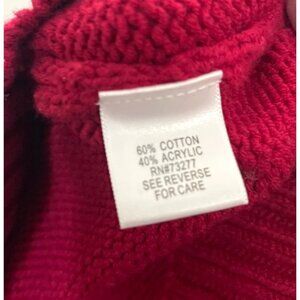 60% COTTON
40% ACRYLIC
RN#73277
SEE REVERSE
FOR CARE